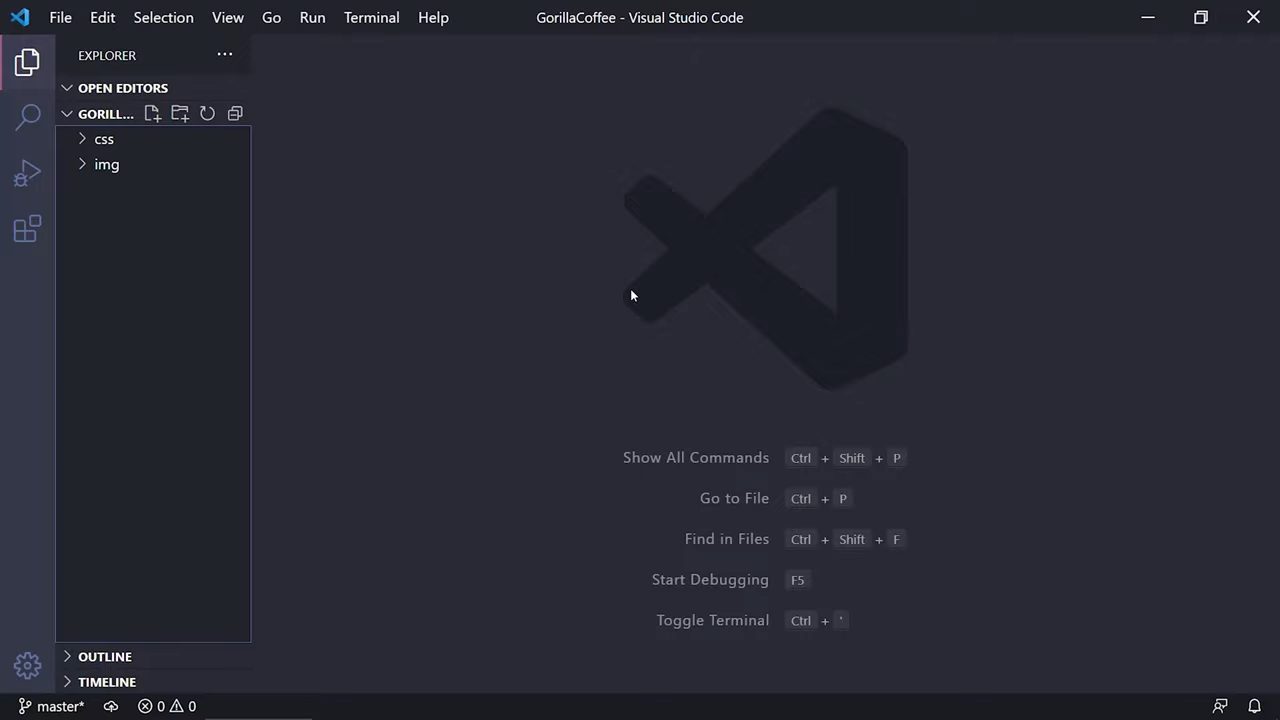 File Edit Selection View Go Run Terminal Help GorillaCoffee - Visual Studio Code
EXPLORER ...
OPEN EDITORS
GORILL...
css
img
Show All Commands Ctrl + Shift + P
Go to File Ctrl + P
Find in Files Ctrl + Shift + F
Start Debugging F5
Toggle Terminal Ctrl + '
OUTLINE
TIMELINE
master* 0 0